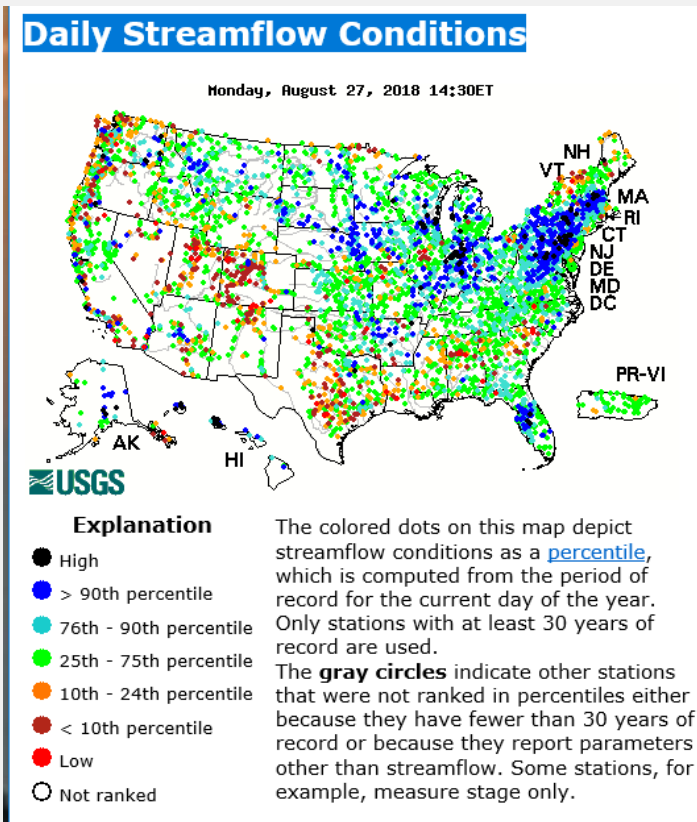 Daily Streamflow Conditions
Monday, August 27, 2018 14:30ET
NH
VT
MA
RI
CT
NJ
DE
MD
DC
PR-VI
AK
HI
USGS
Explanation
High
> 90th percentile
76th - 90th percentile
25th - 75th percentile
10th - 24th percentile
< 10th percentile
Low
Not ranked
The colored dots on this map depict
streamflow conditions as a percentile,
which is computed from the period of
record for the current day of the year.
Only stations with at least 30 years of
record are used.
The gray circles indicate other stations
that were not ranked in percentiles either
because they have fewer than 30 years of
record or because they report parameters
other than streamflow. Some stations, for
example, measure stage only.